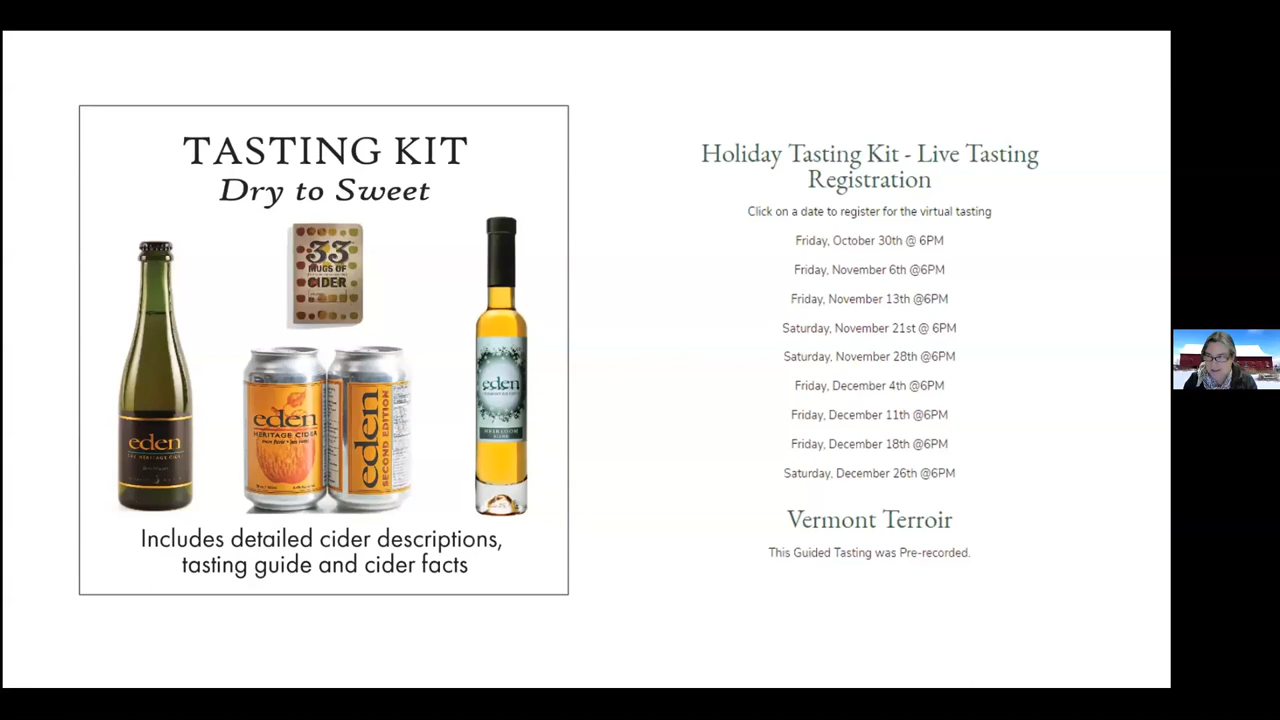 TASTING KIT
Dry to Sweet
33
MUGS OF
CIDER
eden
eden
HERITAGE CIDER
eden
SECOND EDITION
eden
HEIRLOOM
BLEND
Includes detailed cider descriptions,
tasting guide and cider facts
Holiday Tasting Kit - Live Tasting
Registration
Click on a date to register for the virtual tasting
Friday, October 30th @ 6PM
Friday, November 6th @6PM
Friday, November 13th @6PM
Saturday, November 21st @ 6PM
Saturday, November 28th @6PM
Friday, December 4th @6PM
Friday, December 11th @6PM
Friday, December 18th @6PM
Saturday, December 26th @6PM
Vermont Terroir
This Guided Tasting was Pre-recorded.